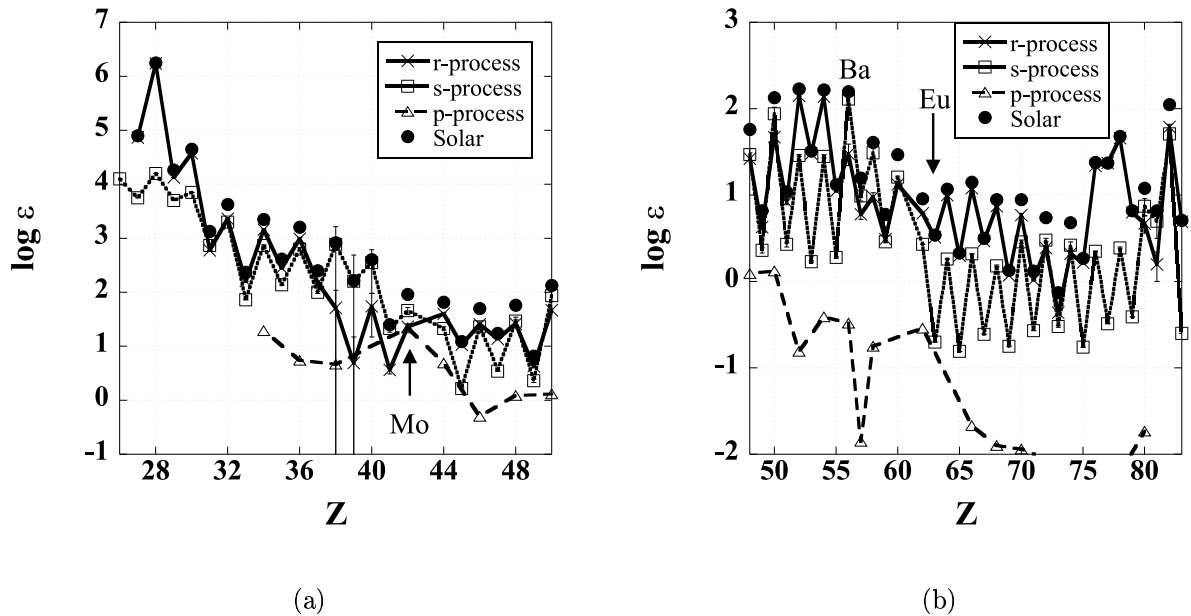 7
6
5
4
3
2
1
0
-1
log ε
28 32 36 40 44 48
Z
r-process
s-process
p-process
Solar
Mo
(a)
3
2
1
0
-1
-2
log ε
50 55 60 65 70 75 80
Z
r-process
s-process
p-process
Solar
Ba
Eu
(b)